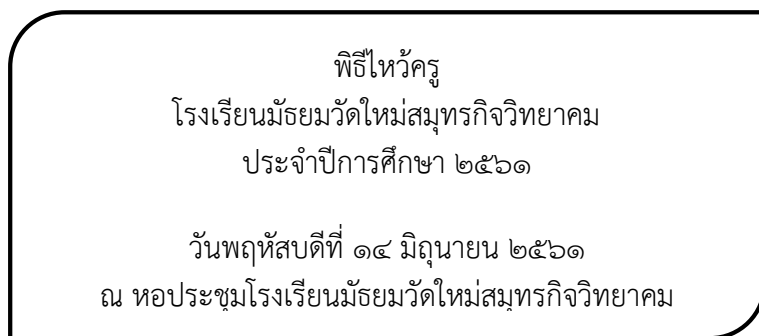 พิธีไหว้ครู
โรงเรียนมัธยมวัดใหม่สมุทรกิจวิทยาคม
ประจำปีการศึกษา ๒๕๖๑
วันพฤหัสบดีที่ ๑๔ มิถุนายน ๒๕๖๑
ณ หอประชุมโรงเรียนมัธยมวัดใหม่สมุทรกิจวิทยาคม